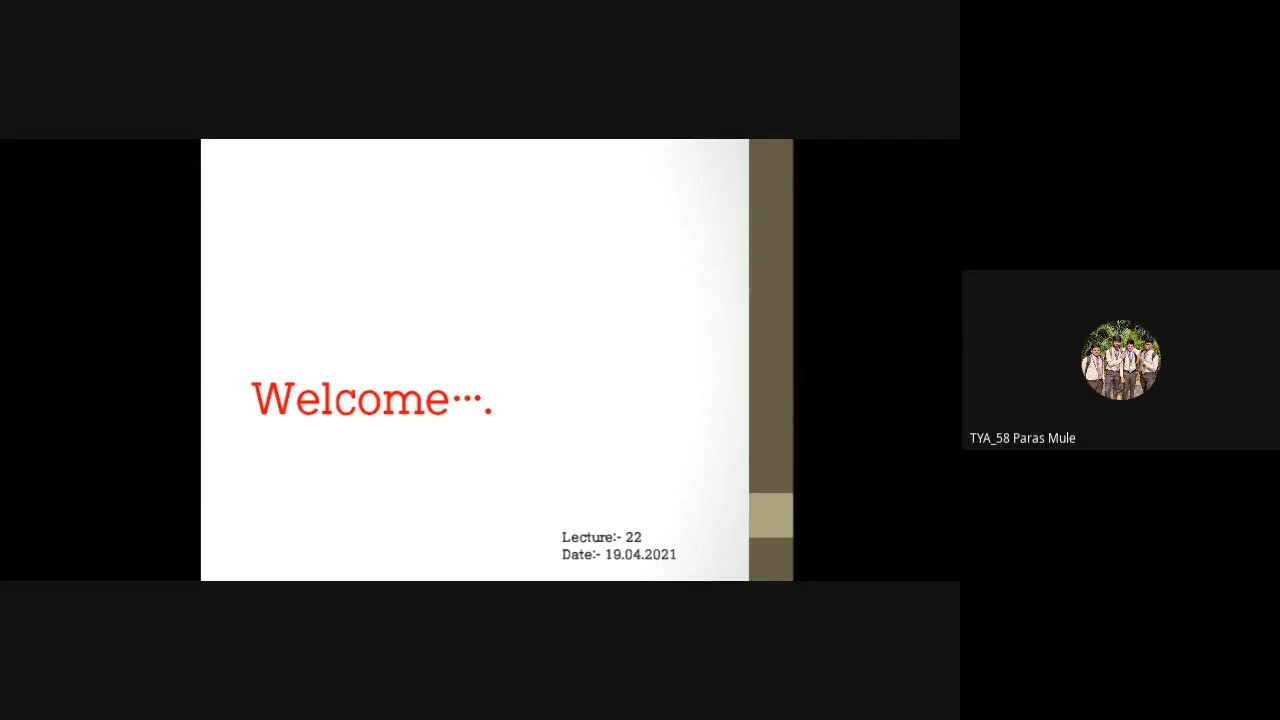 Welcome….
Lecture:- 22
Date:- 19.04.2021
TYA_58 Paras Mule